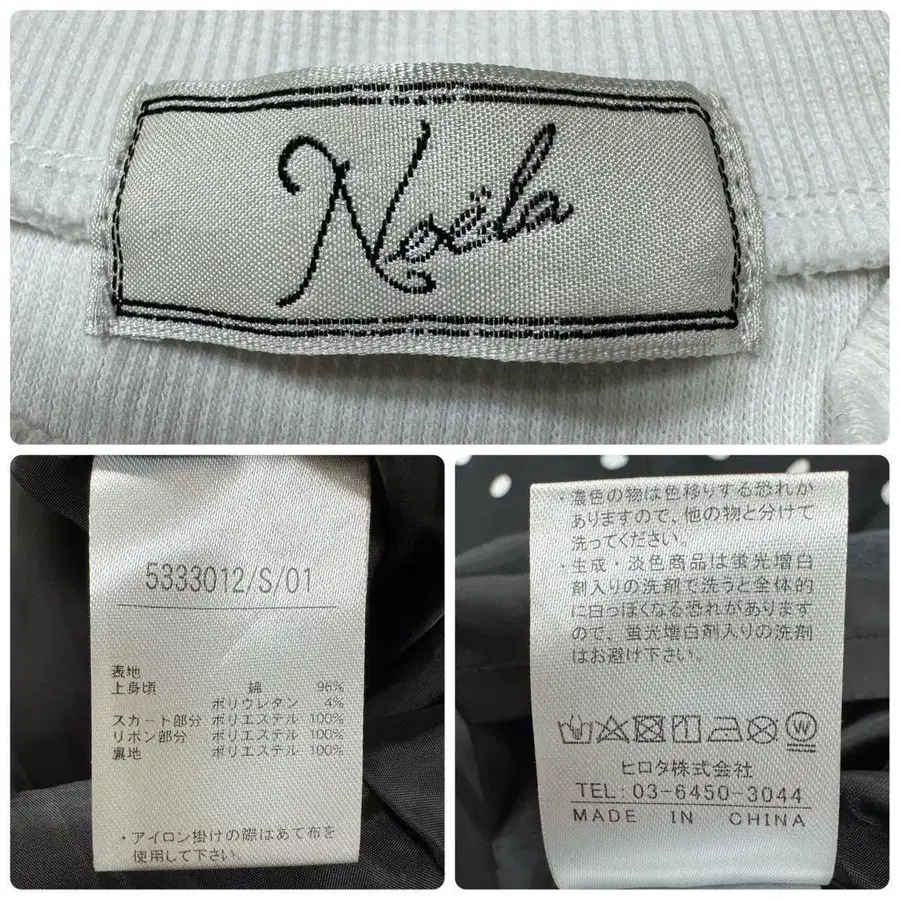 Noëla
5333012/S/01
表地
上身頃 綿 96%
ポリウレタン 4%
スカート部分 ポリエステル 100%
リボン部分 ポリエステル 100%
裏地 ポリエステル 100%
・アイロン掛けの際はあて布を
使用して下さい。
・濃色の物は色移りする恐れが
ありますので、他の物と分けて
洗ってください。
・生成・淡色商品は蛍光増白
剤入りの洗剤で洗うと全体的
に白っぽくなる恐れがあります
ので、蛍光増白剤入りの洗剤
はお避け下さい。
W
ヒロタ株式会社
TEL:03-6450-3044
MADE IN CHINA